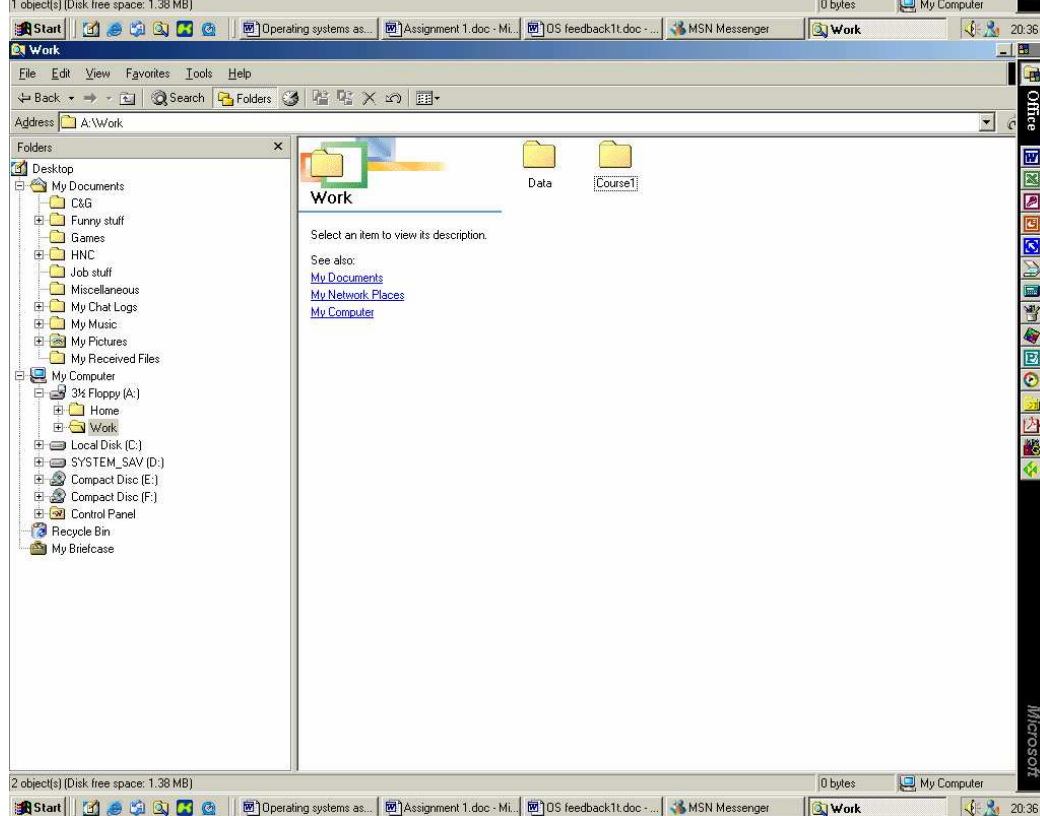 1 object(s) (Disk free space: 1.38 MB) 0 bytes My Computer
Start Operating systems as... Assignment 1.doc - Mi... OS feedback1t.doc - ... MSN Messenger Work 20:36
Work
File Edit View Favorites Tools Help
Back Search Folders
Address A:\Work
Office
Folders
Desktop
My Documents
C&G
Funny stuff
Games
HNC
Job stuff
Miscellaneous
My Chat Logs
My Music
My Pictures
My Received Files
My Computer
3½ Floppy (A:)
Home
Work
Local Disk (C:)
SYSTEM_SAV (D:)
Compact Disc (E:)
Compact Disc (F:)
Control Panel
Recycle Bin
My Briefcase
Work
Select an item to view its description.
See also:
My Documents
My Network Places
My Computer
Data Course1
Microsoft
2 object(s) (Disk free space: 1.38 MB) 0 bytes My Computer
Start Operating systems as... Assignment 1.doc - Mi... OS feedback1t.doc - ... MSN Messenger Work 20:36